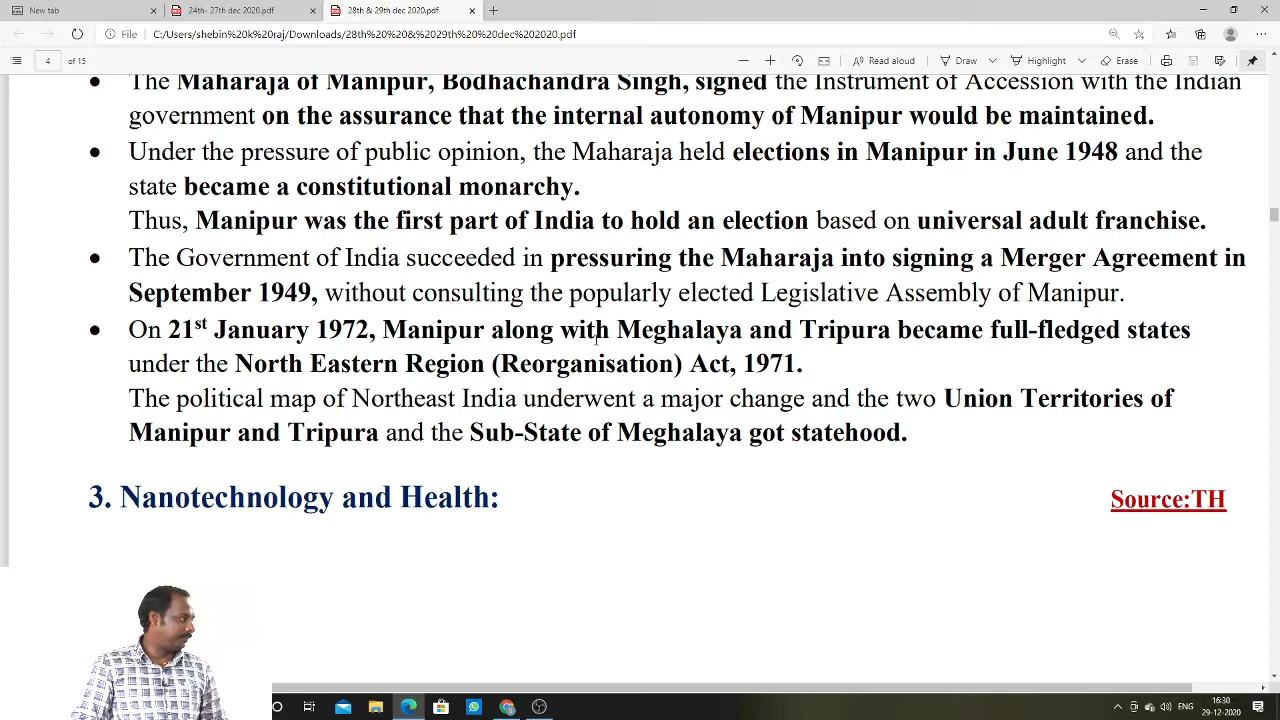 New tab
24th- 27th dec 2020.pdf
28th & 29th dec 2020.pdf
File
C:/Users/shebin%20k%20raj/Downloads/28th%20%20&%2029th%20%20dec%202020.pdf
4 of 15
Read aloud
Draw
Highlight
Erase
• The Maharaja of Manipur, Bodhachandra Singh, signed the Instrument of Accession with the Indian
government on the assurance that the internal autonomy of Manipur would be maintained.
• Under the pressure of public opinion, the Maharaja held elections in Manipur in June 1948 and the
state became a constitutional monarchy.
Thus, Manipur was the first part of India to hold an election based on universal adult franchise.
• The Government of India succeeded in pressuring the Maharaja into signing a Merger Agreement in
September 1949, without consulting the popularly elected Legislative Assembly of Manipur.
• On 21st January 1972, Manipur along with Meghalaya and Tripura became full-fledged states
under the North Eastern Region (Reorganisation) Act, 1971.
The political map of Northeast India underwent a major change and the two Union Territories of
Manipur and Tripura and the Sub-State of Meghalaya got statehood.
3. Nanotechnology and Health:
Source:TH
ENG
16:30
29-12-2020